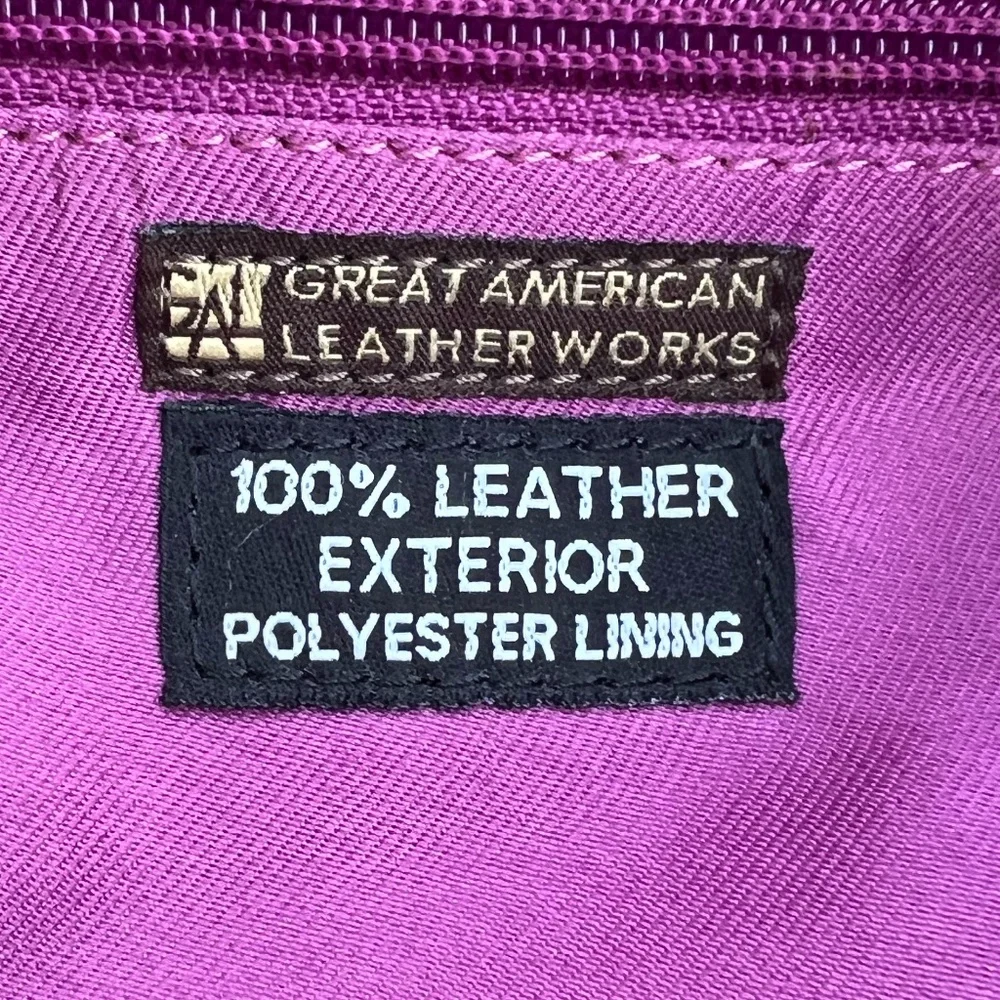 GREAT AMERICAN
LEATHER WORKS
100% LEATHER
EXTERIOR
POLYESTER LINING